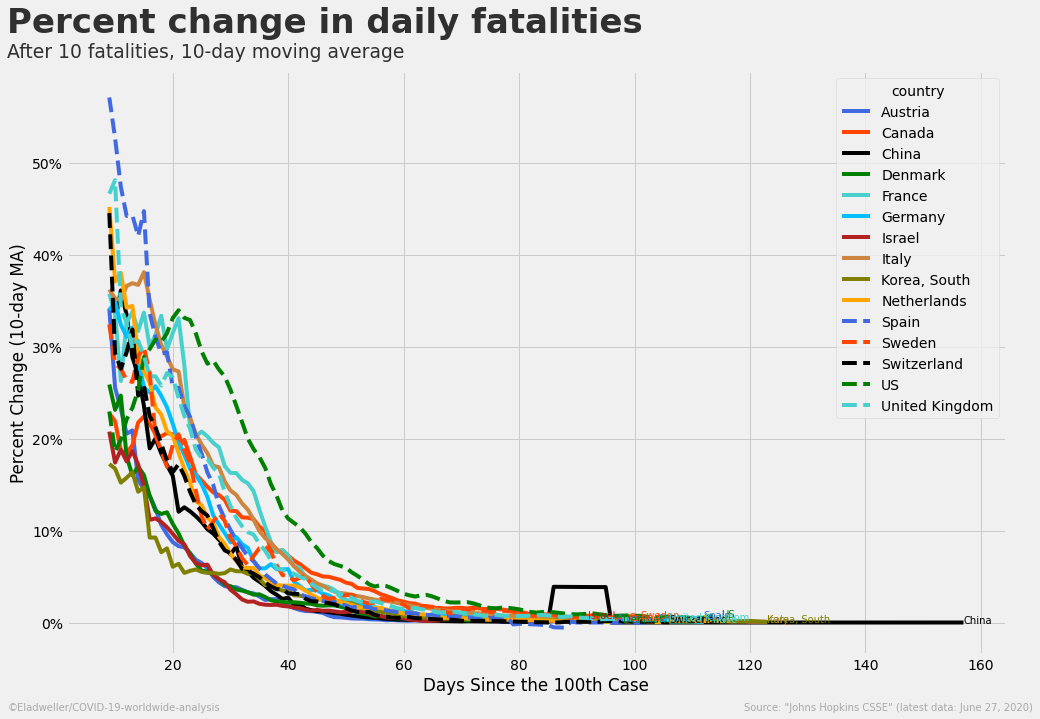 Percent change in daily fatalities
After 10 fatalities, 10-day moving average
country
Austria
Canada
China
Denmark
France
Germany
Israel
Italy
Korea, South
Netherlands
Spain
Sweden
Switzerland
US
United Kingdom
Percent Change (10-day MA)
50%
40%
30%
20%
10%
0%
Sweden
Spain
US
Korea, South
China
20 40 60 80 100 120 140 160
Days Since the 100th Case
©Eladweller/COVID-19-worldwide-analysis
Source: "Johns Hopkins CSSE" (latest data: June 27, 2020)